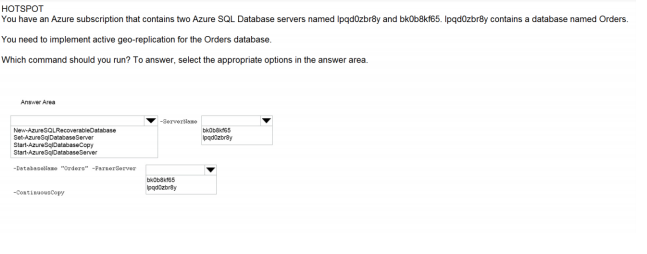 HOTSPOT
You have an Azure subscription that contains two Azure SQL Database servers named lpqd0zbr8y and bk0b8kf65. lpqd0zbr8y contains a database named Orders.
You need to implement active geo-replication for the Orders database.
Which command should you run? To answer, select the appropriate options in the answer area.
Answer Area
-ServerName
New-AzureSQLRecoverableDatabase
Set-AzureSqlDatabaseServer
Start-AzureSqlDatabaseCopy
Start-AzureSqlDatabaseServer
bk0b8kf65
lpqd0zbr8y
-DatabaseName "Orders" -ParnerServer
bk0b8kf65
lpqd0zbr8y
-ContinuousCopy